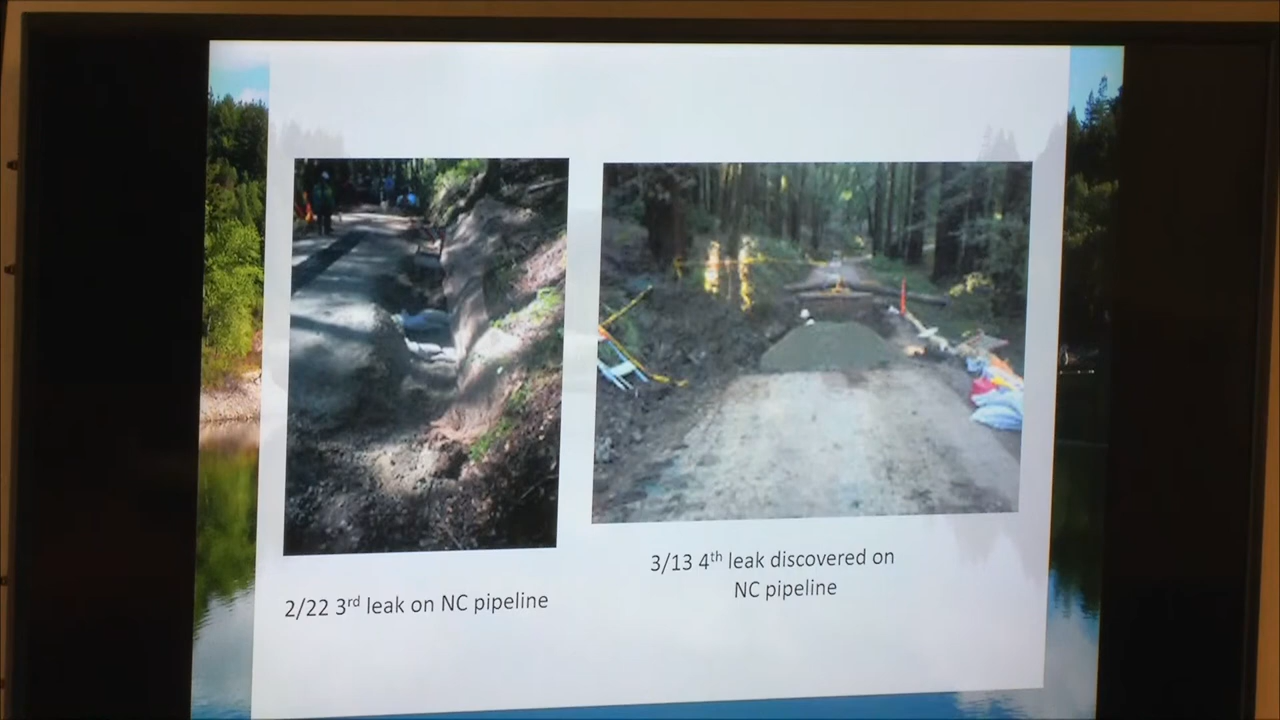 2/22 3rd leak on NC pipeline
3/13 4th leak discovered on
NC pipeline